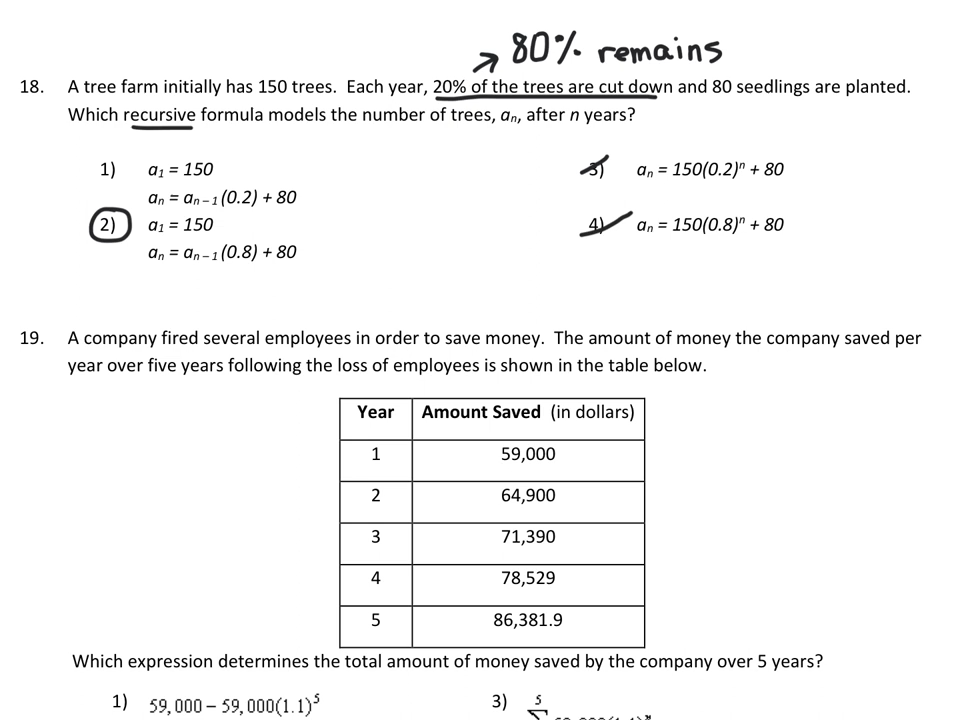 80% remains
18. A tree farm initially has 150 trees. Each year, 20% of the trees are cut down and 80 seedlings are planted.
Which recursive formula models the number of trees, aₙ, after n years?
1) a₁ = 150
aₙ = aₙ₋₁(0.2) + 80
2) a₁ = 150
aₙ = aₙ₋₁(0.8) + 80
3) aₙ = 150(0.2)ⁿ + 80
4) aₙ = 150(0.8)ⁿ + 80
19. A company fired several employees in order to save money. The amount of money the company saved per
year over five years following the loss of employees is shown in the table below.
Year Amount Saved (in dollars)
1 59,000
2 64,900
3 71,390
4 78,529
5 86,381.9
Which expression determines the total amount of money saved by the company over 5 years?
1) 59,000 – 59,000(1.1)⁵
3) 5